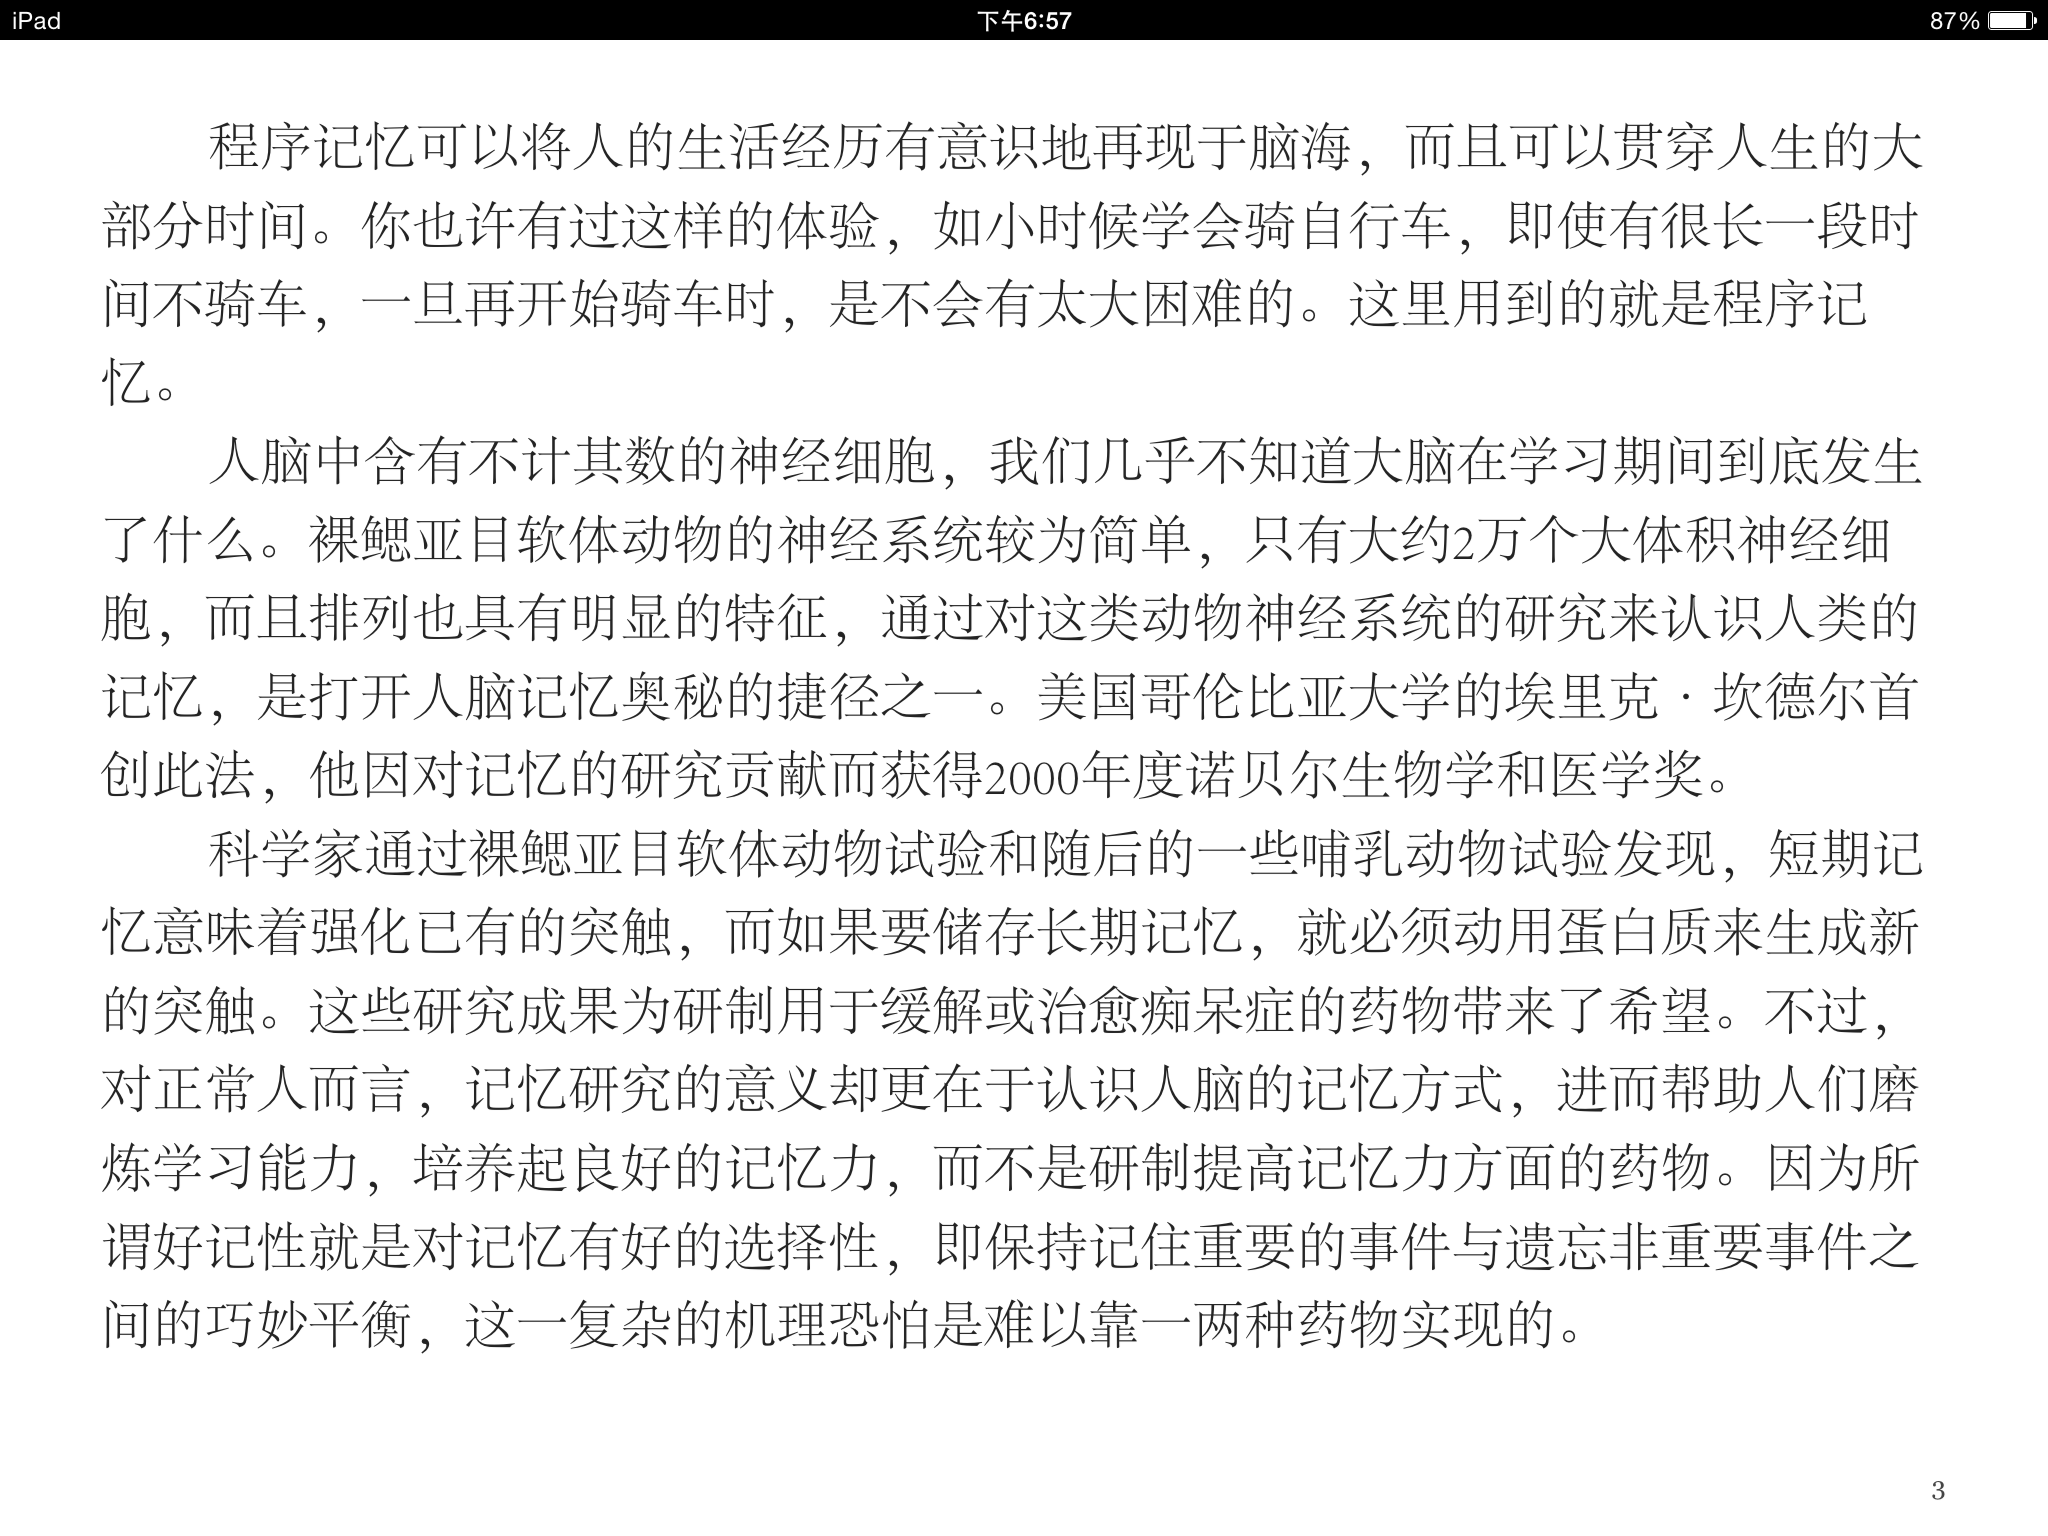 iPad 下午6:57 87%
程序记忆可以将人的生活经历有意识地再现于脑海，而且可以贯穿人生的大
部分时间。你也许有过这样的体验，如小时候学会骑自行车，即使有很长一段时
间不骑车，一旦再开始骑车时，是不会有太大困难的。这里用到的就是程序记
忆。
人脑中含有不计其数的神经细胞，我们几乎不知道大脑在学习期间到底发生
了什么。裸鳃亚目软体动物的神经系统较为简单，只有大约2万个大体积神经细
胞，而且排列也具有明显的特征，通过对这类动物神经系统的研究来认识人类的
记忆，是打开人脑记忆奥秘的捷径之一。美国哥伦比亚大学的埃里克·坎德尔首
创此法，他因对记忆的研究贡献而获得2000年度诺贝尔生物学和医学奖。
科学家通过裸鳃亚目软体动物试验和随后的一些哺乳动物试验发现，短期记
忆意味着强化已有的突触，而如果要储存长期记忆，就必须动用蛋白质来生成新
的突触。这些研究成果为研制用于缓解或治愈痴呆症的药物带来了希望。不过，
对正常人而言，记忆研究的意义却更在于认识人脑的记忆方式，进而帮助人们磨
炼学习能力，培养起良好的记忆力，而不是研制提高记忆力方面的药物。因为所
谓好记性就是对记忆有好的选择性，即保持记住重要的事件与遗忘非重要事件之
间的巧妙平衡，这一复杂的机理恐怕是难以靠一两种药物实现的。
3